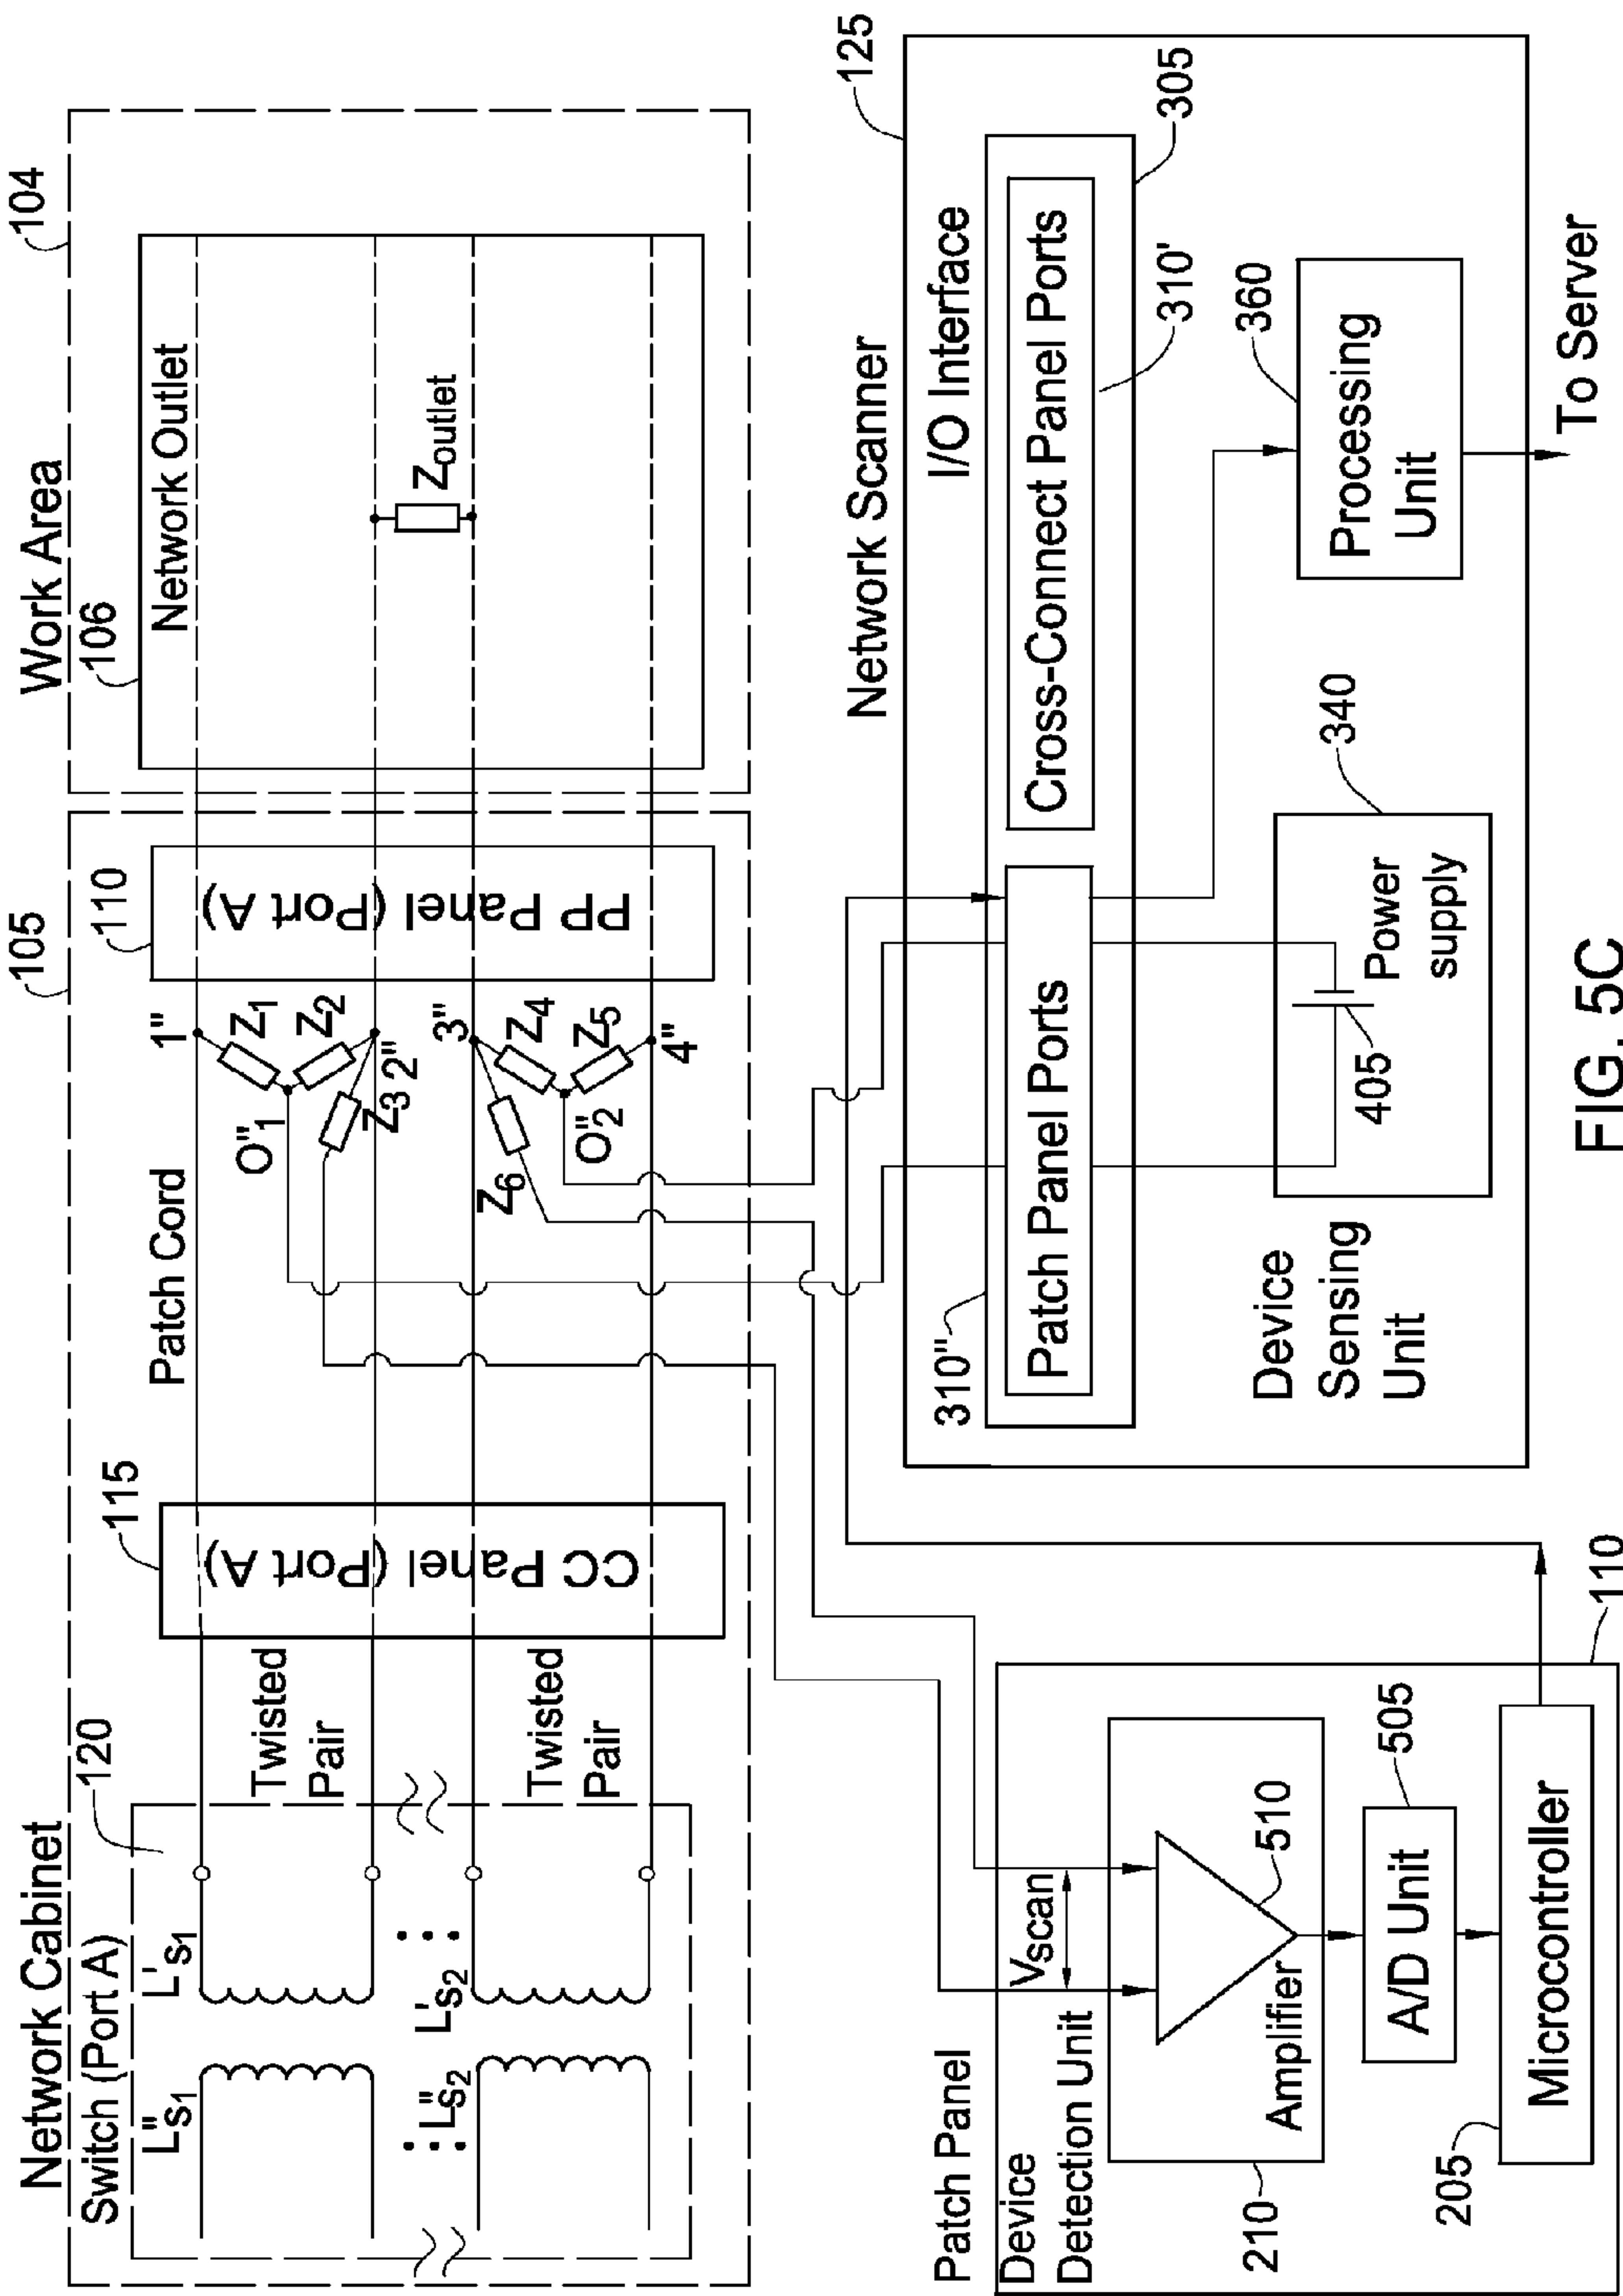 Network Cabinet
Switch (Port A)
120
L"S1
L'S1
L"S2
L'S2
Twisted
Pair
Twisted
Pair
115
CC Panel (Port A)
Patch Cord
105
110
PP Panel (Port A)
1"
Z1
Z2
O"1
Z3
2"
3"
Z4
Z5
O"2
Z6
4"
Work Area
104
106
Network Outlet
Zoutlet
Patch Panel
Device
Detection Unit
Vscan
510
Amplifier
210
A/D Unit
505
Microcontroller
205
110
Network Scanner
125
I/O Interface
305
310"
Patch Panel Ports
Cross-Connect Panel Ports
310'
Device
Sensing
Unit
340
Power
supply
405
360
Processing
Unit
To Server
FIG. 5C